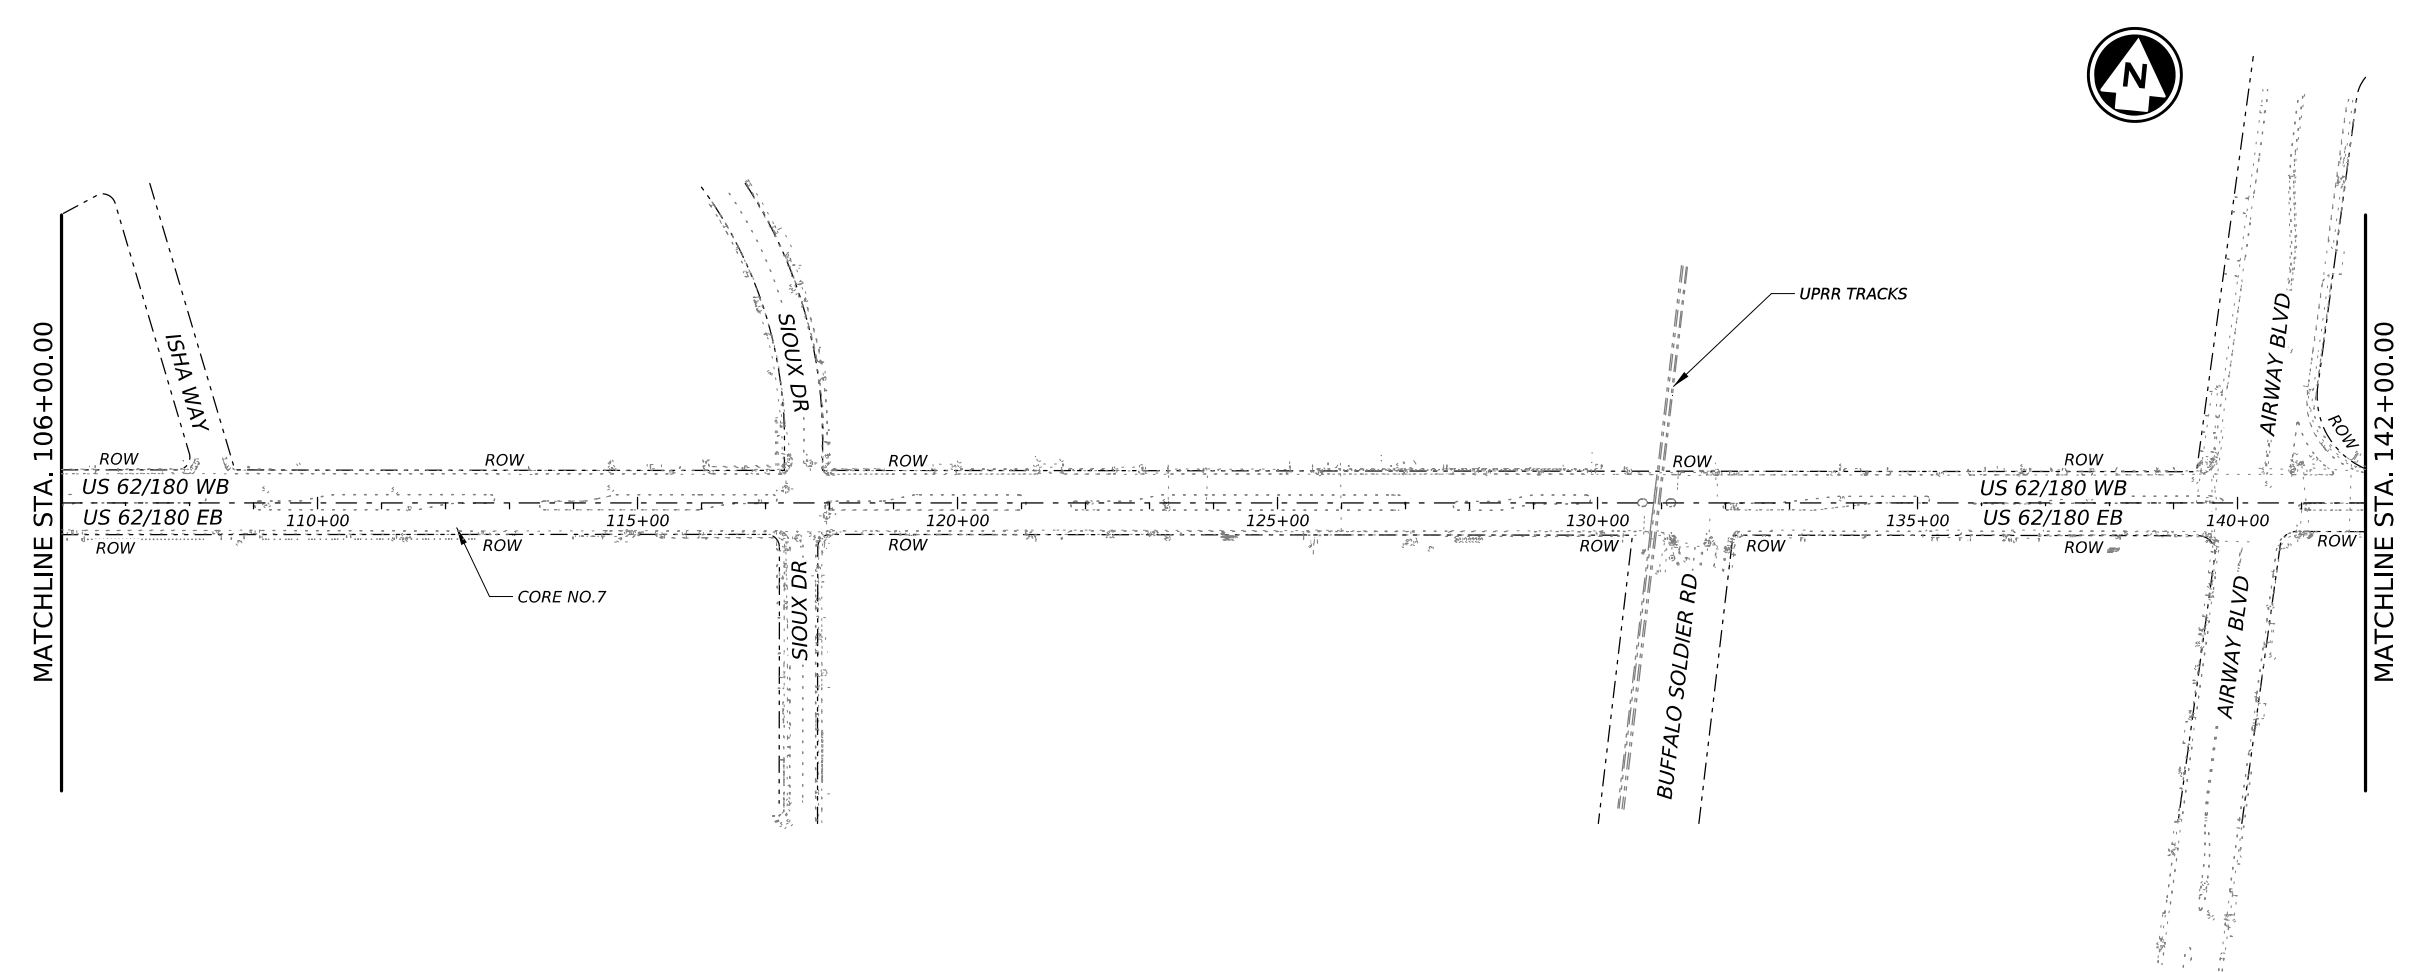 N
MATCHLINE STA. 106+00.00
ISHA WAY
SIOUX DR
UPRR TRACKS
AIRWAY BLVD
MATCHLINE STA. 142+00.00
ROW
ROW
ROW
ROW
ROW
ROW
US 62/180 WB
US 62/180 WB
US 62/180 EB
110+00
115+00
120+00
125+00
130+00
135+00
US 62/180 EB
140+00
ROW
ROW
ROW
ROW
ROW
ROW
ROW
CORE NO.7
SIOUX DR
BUFFALO SOLDIER RD
AIRWAY BLVD